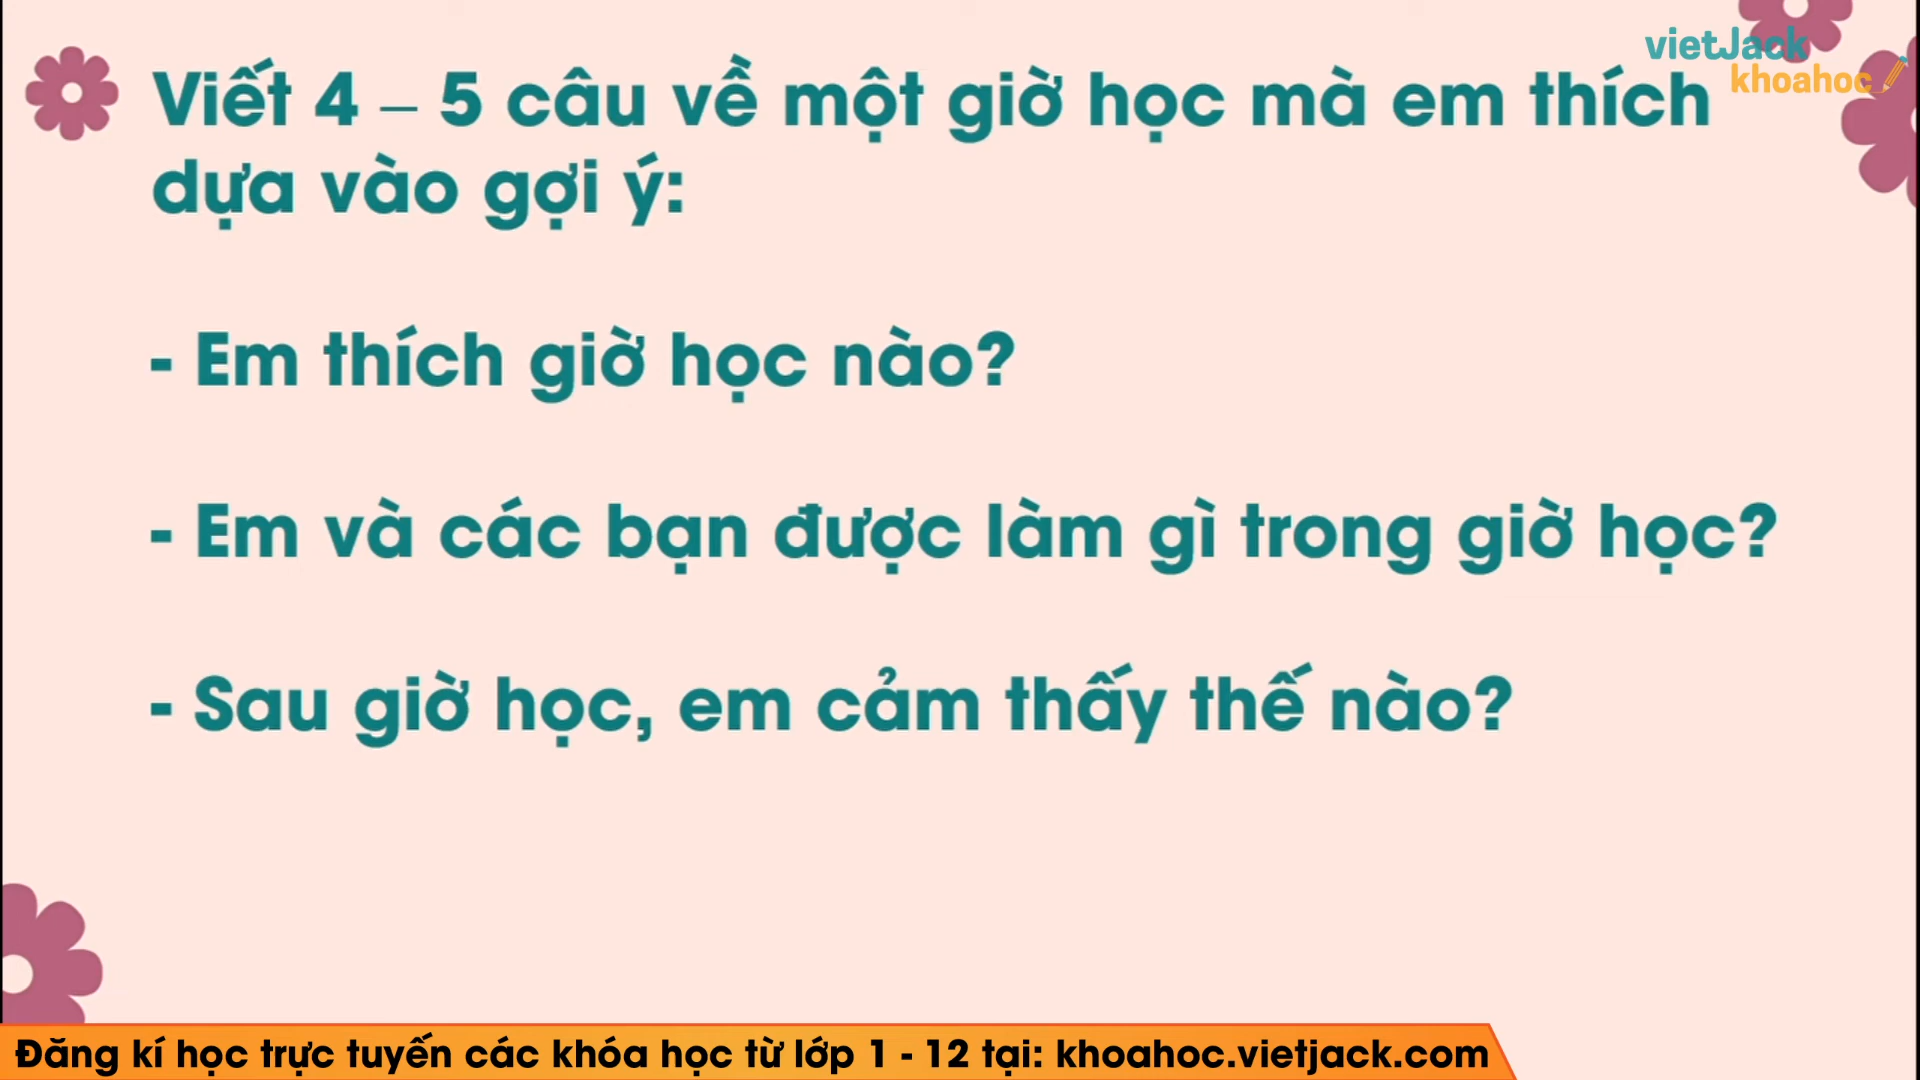 vietJack
khoahoc
Viết 4 – 5 câu về một giờ học mà em thích
dựa vào gợi ý:
- Em thích giờ học nào?
- Em và các bạn được làm gì trong giờ học?
- Sau giờ học, em cảm thấy thế nào?
Đăng kí học trực tuyến các khóa học từ lớp 1 - 12 tại: khoahoc.vietjack.com